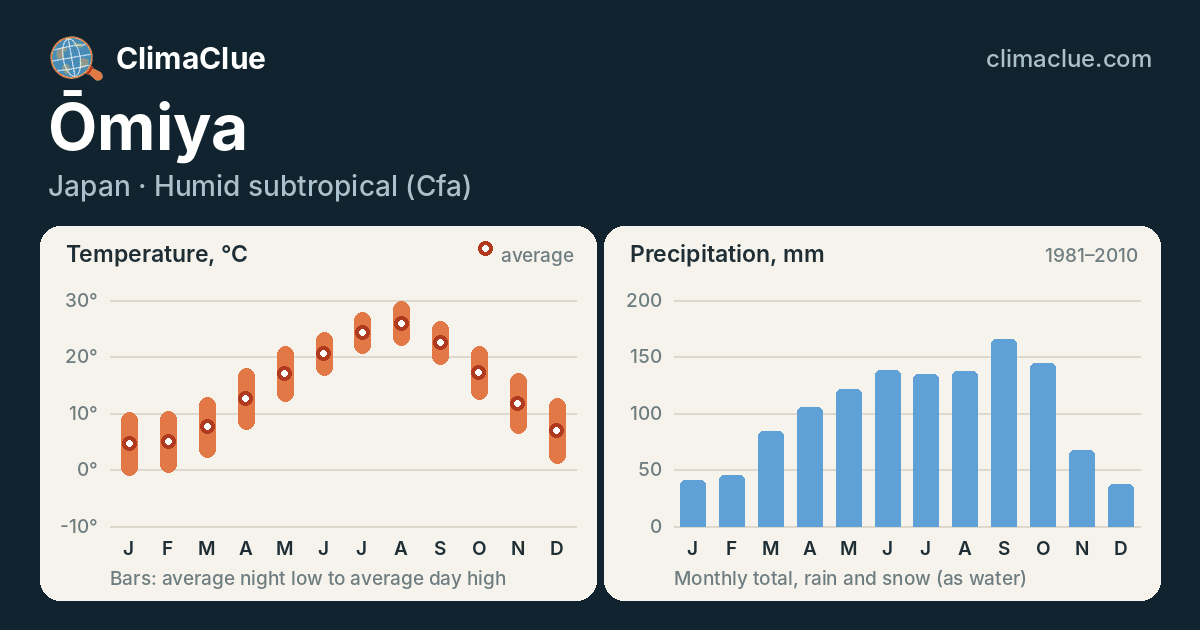 ClimaClue
climaclue.com
Ōmiya
Japan · Humid subtropical (Cfa)
Temperature, °C
average
30°
20°
10°
0°
-10°
J F M A M J J A S O N D
Bars: average night low to average day high
Precipitation, mm
1981–2010
200
150
100
50
0
J F M A M J J A S O N D
Monthly total, rain and snow (as water)